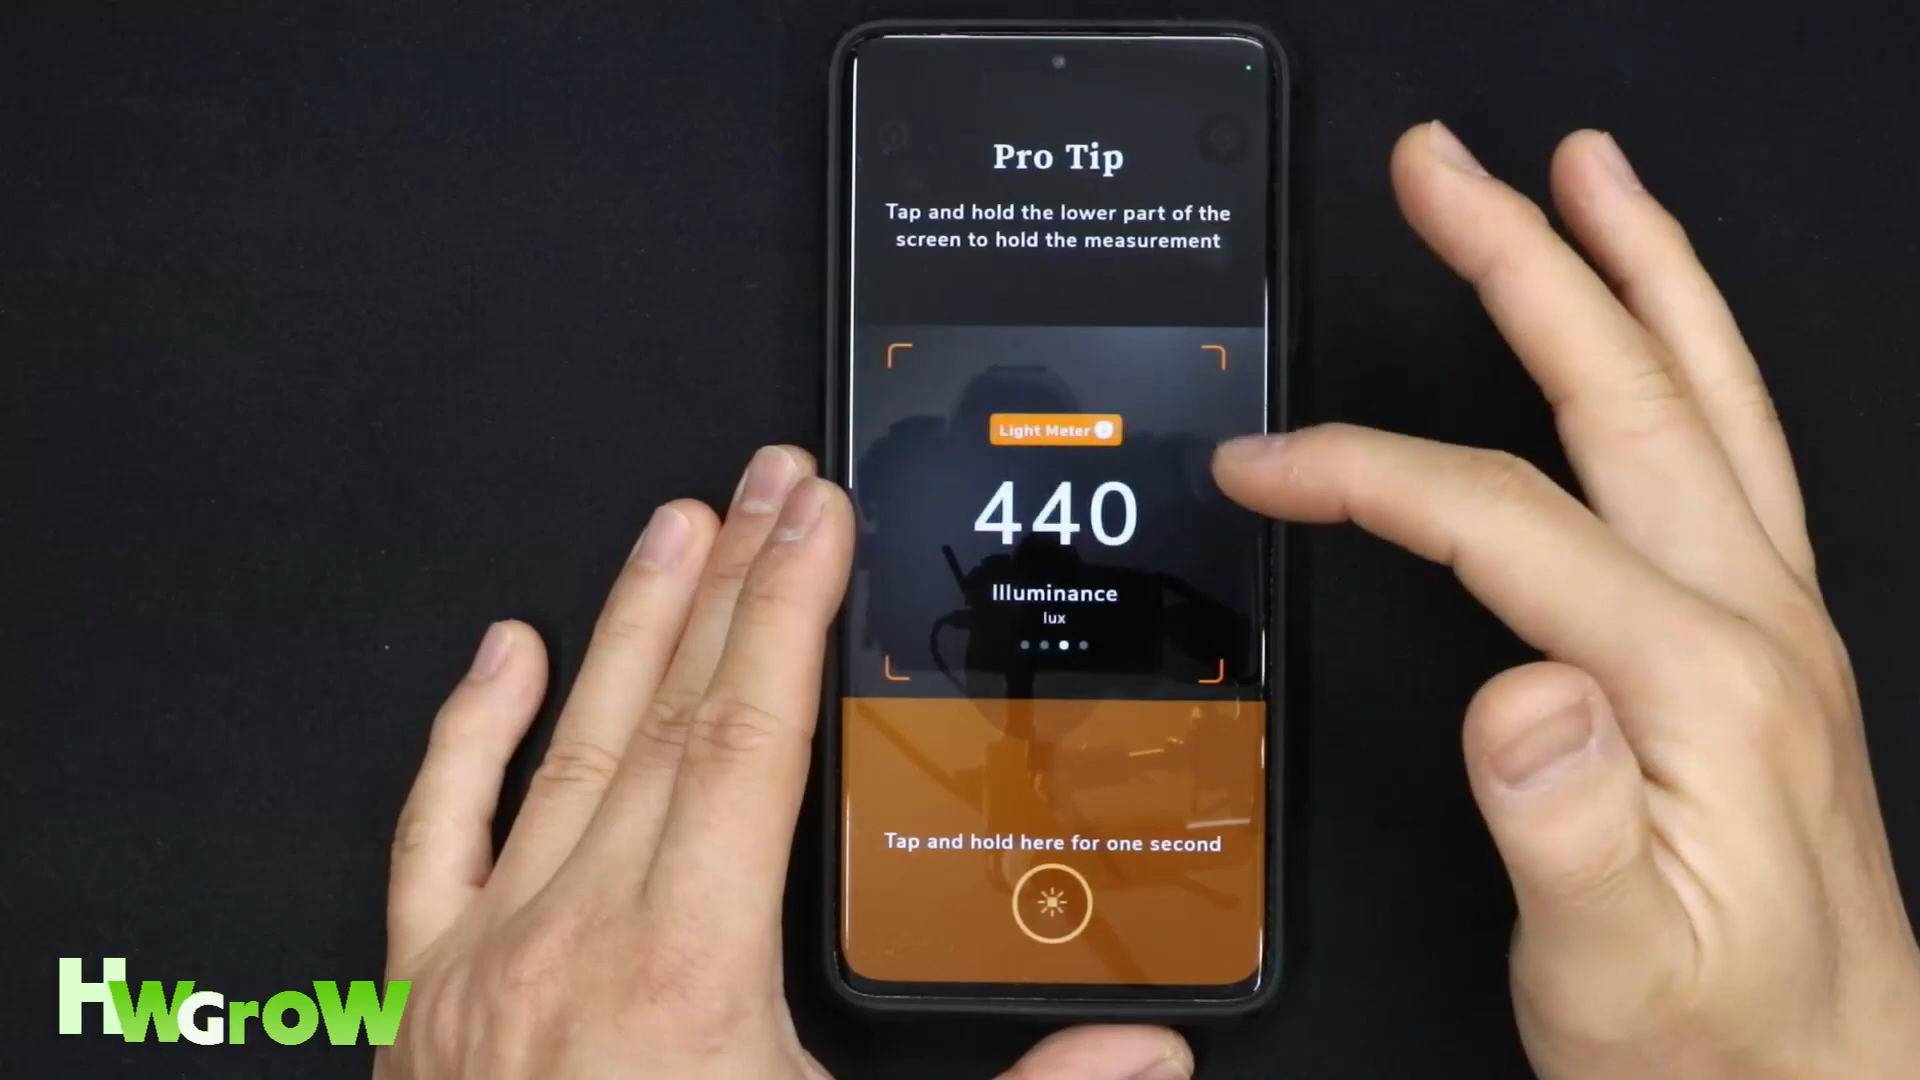 Pro Tip
Tap and hold the lower part of the
screen to hold the measurement
Light Meter
440
Illuminance
lux
Tap and hold here for one second
HWGroW